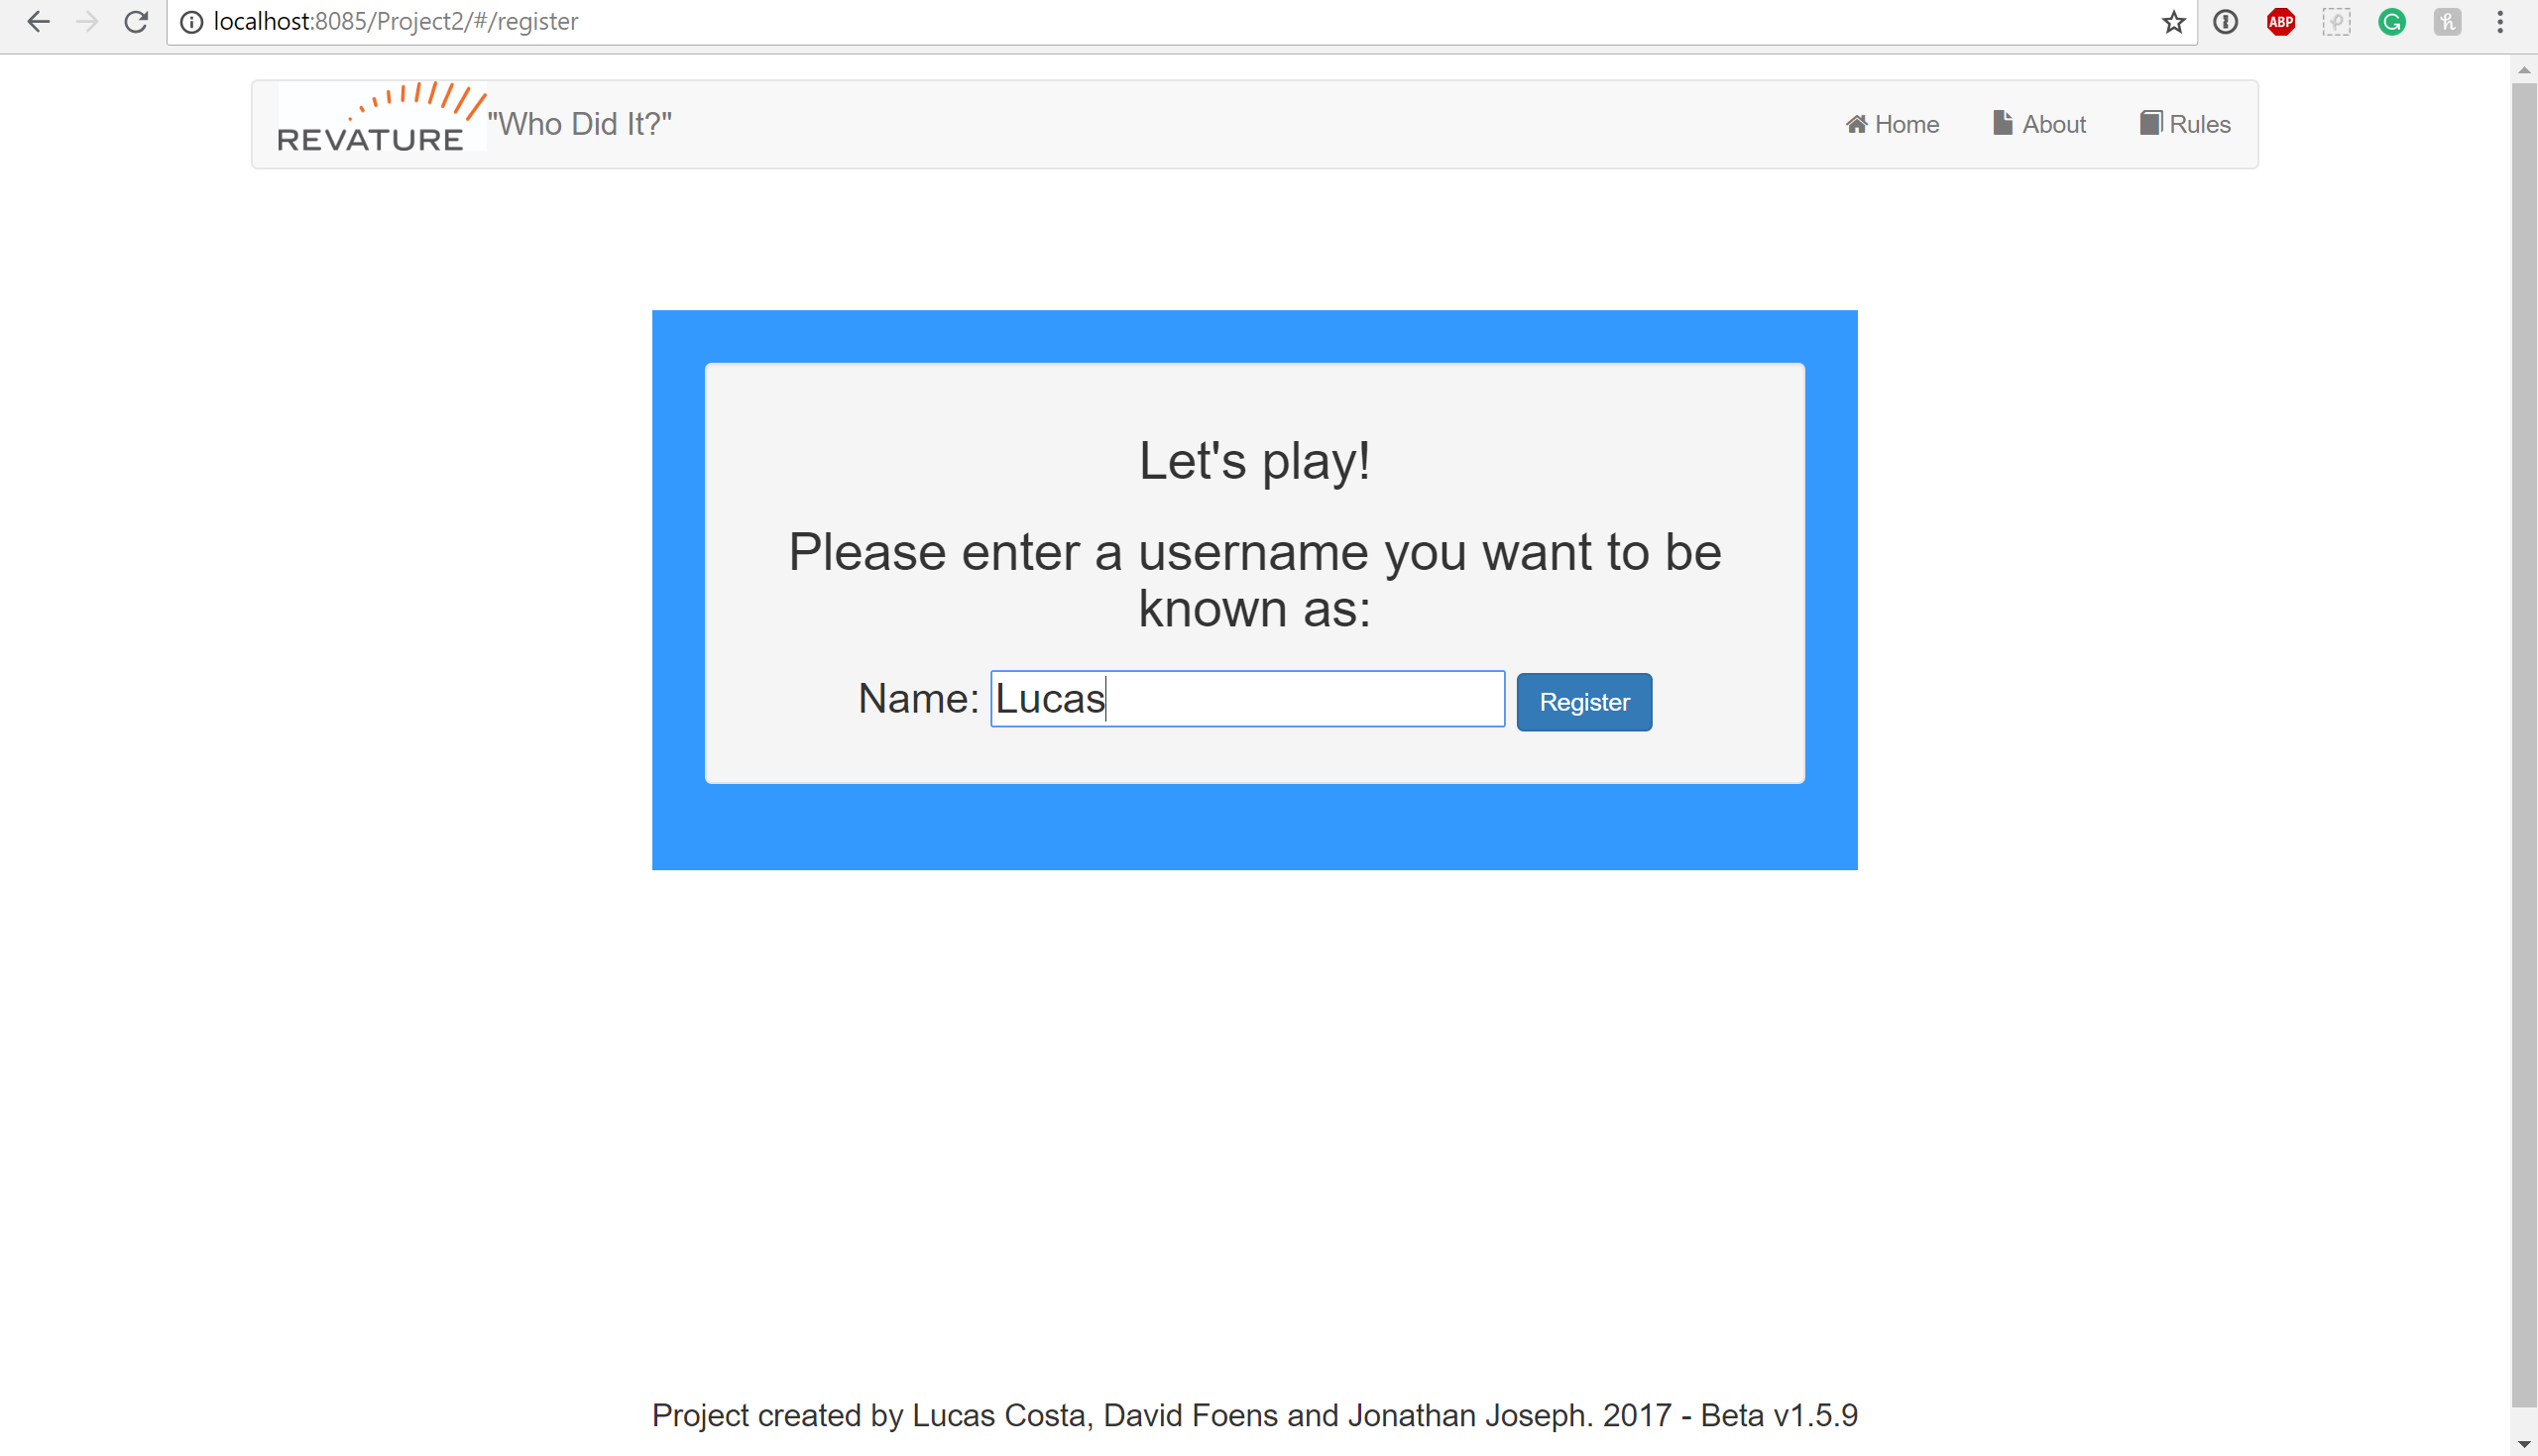 localhost:8085/Project2/#/register
ABP
REVATURE "Who Did It?"
Home About Rules
Let's play!
Please enter a username you want to be
known as:
Name: Lucas Register
Project created by Lucas Costa, David Foens and Jonathan Joseph. 2017 - Beta v1.5.9